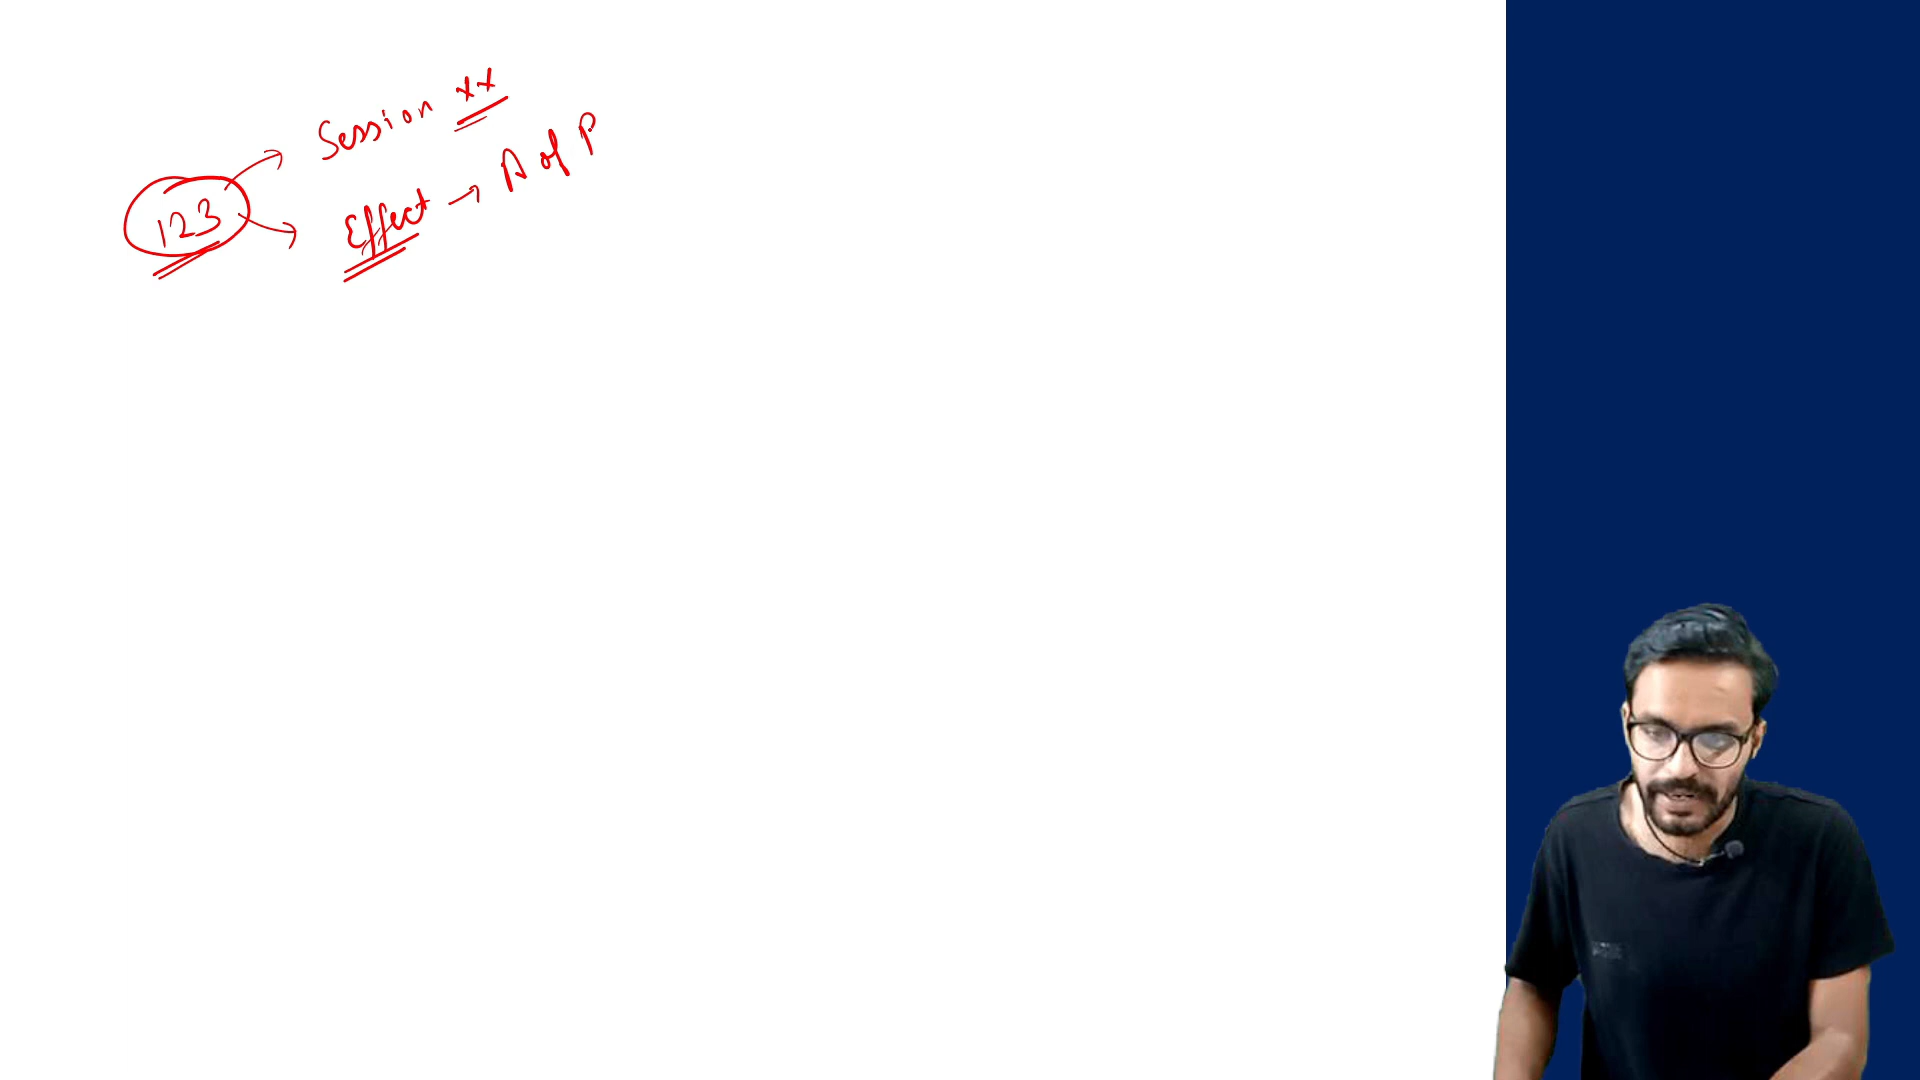 123
Session xx
Effect → A of P